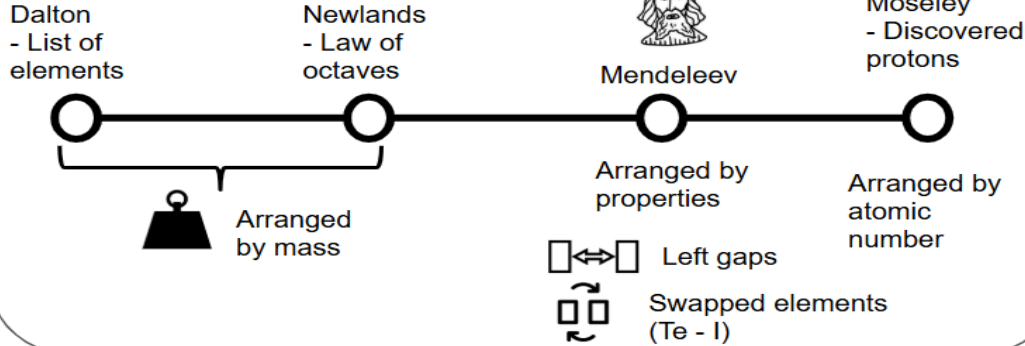 Dalton
- List of
elements
Newlands
- Law of
octaves
Mendeleev
Moseley
- Discovered
protons
Arranged
by mass
Arranged by
properties
Left gaps
Swapped elements
(Te - I)
Arranged by
atomic
number